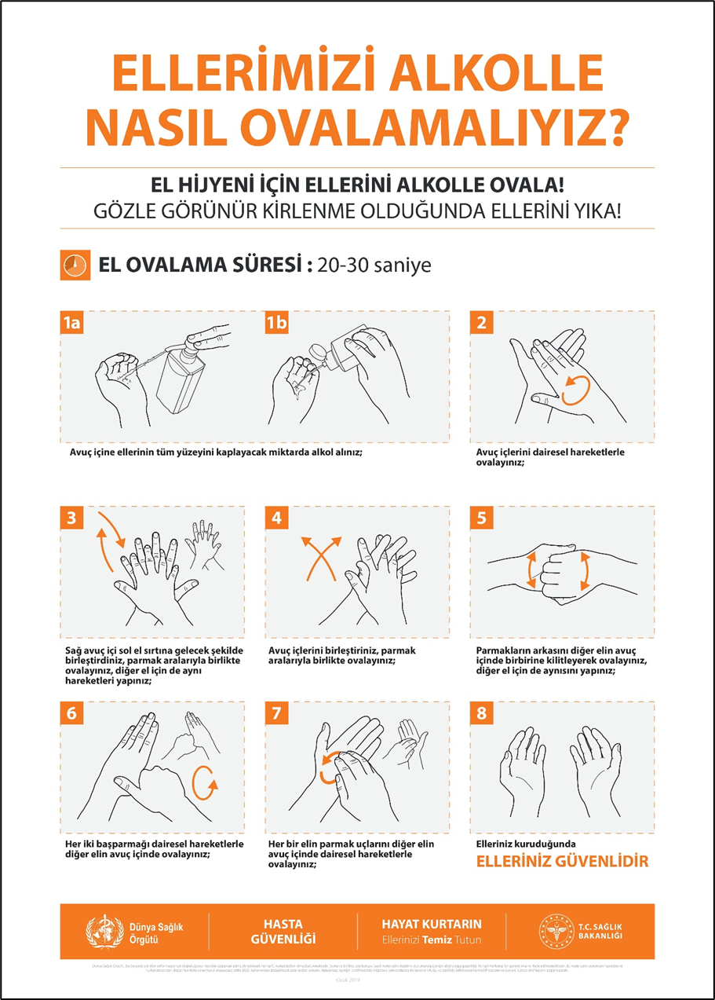 ELLERİMİZİ ALKOLLE
NASIL OVALAMALIYIZ?
EL HİJYENİ İÇİN ELLERİNİ ALKOLLE OVALA!
GÖZLE GÖRÜNÜR KİRLENME OLDUĞUNDA ELLERİNİ YIKA!
EL OVALAMA SÜRESİ : 20-30 saniye
1a
1b
Avuç içine ellerinin tüm yüzeyini kaplayacak miktarda alkol alınız;
2
Avuç içlerini dairesel hareketlerle
ovalayınız;
3
Sağ avuç içi sol el sırtına gelecek şekilde
birleştirdiniz, parmak aralarıyla birlikte
ovalayınız, diğer el için de aynı
hareketleri yapınız;
4
Avuç içlerini birleştiriniz, parmak
aralarıyla birlikte ovalayınız;
5
Parmakların arkasını diğer elin avuç
içinde birbirine kilitleyerek ovalayınız,
diğer el için de aynısını yapınız;
6
Her iki başparmağı dairesel hareketlerle
diğer elin avuç içinde ovalayınız;
7
Her bir elin parmak uçlarını diğer elin
avuç içinde dairesel hareketlerle
ovalayınız;
8
Elleriniz kuruduğunda
ELLERİNİZ GÜVENLİDİR
Dünya Sağlık
Örgütü
HASTA
GÜVENLİĞİ
HAYAT KURTARIN
Ellerinizi Temiz Tutun
T.C. SAĞLIK
BAKANLIĞI
Ocak 2019